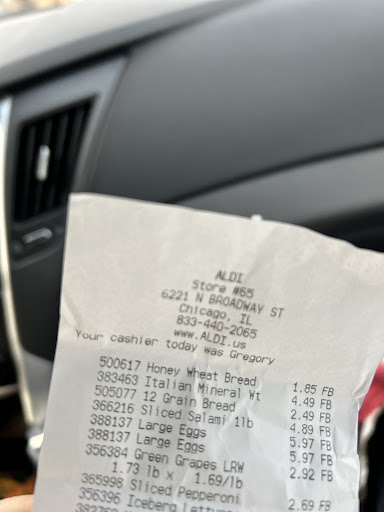 ALDI
Store #65
6221 N BROADWAY ST
Chicago, IL
833-440-2065
www.ALDI.us
Your cashier today was Gregory
500617 Honey Wheat Bread 1.85 FB
383463 Italian Mineral Wt 4.49 FB
505077 12 Grain Bread 2.49 FB
366216 Sliced Salami 1lb 4.89 FB
388137 Large Eggs 5.97 FB
388137 Large Eggs 5.97 FB
356384 Green Grapes LRW 2.92 FB
1.73 lb x 1.69/lb
365998 Sliced Pepperoni 2.69 FB
356396 Iceberg Lettuce